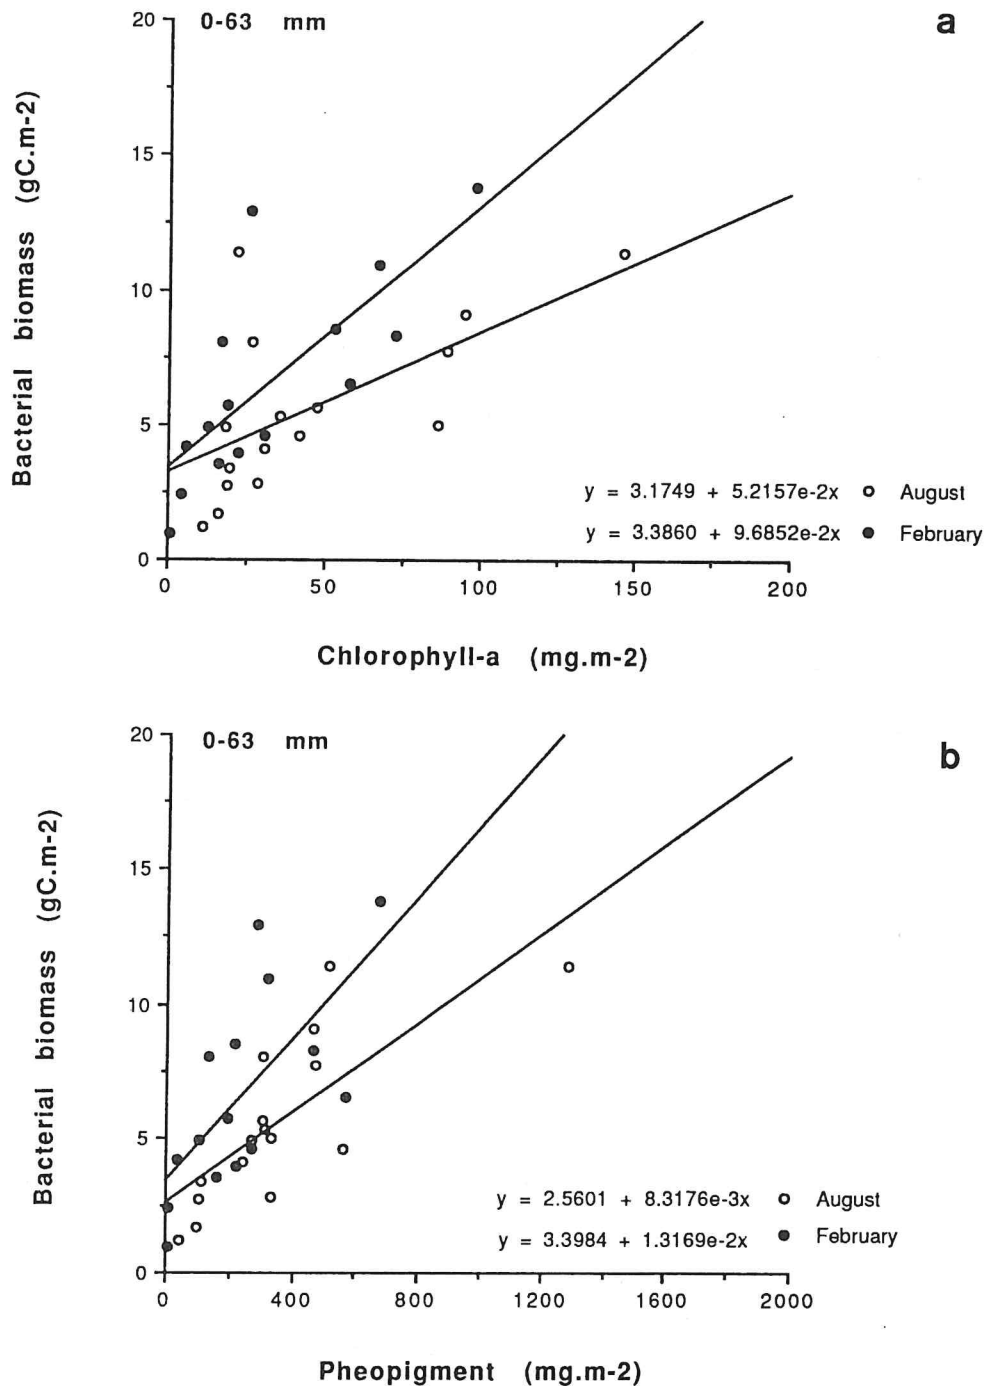 0-63 mm
a
20
15
10
5
0
Bacterial biomass (gC.m-2)
y = 3.1749 + 5.2157e-2x August
y = 3.3860 + 9.6852e-2x February
0 50 100 150 200
Chlorophyll-a (mg.m-2)
0-63 mm
b
20
15
10
5
0
Bacterial biomass (gC.m-2)
y = 2.5601 + 8.3176e-3x August
y = 3.3984 + 1.3169e-2x February
0 400 800 1200 1600 2000
Pheopigment (mg.m-2)